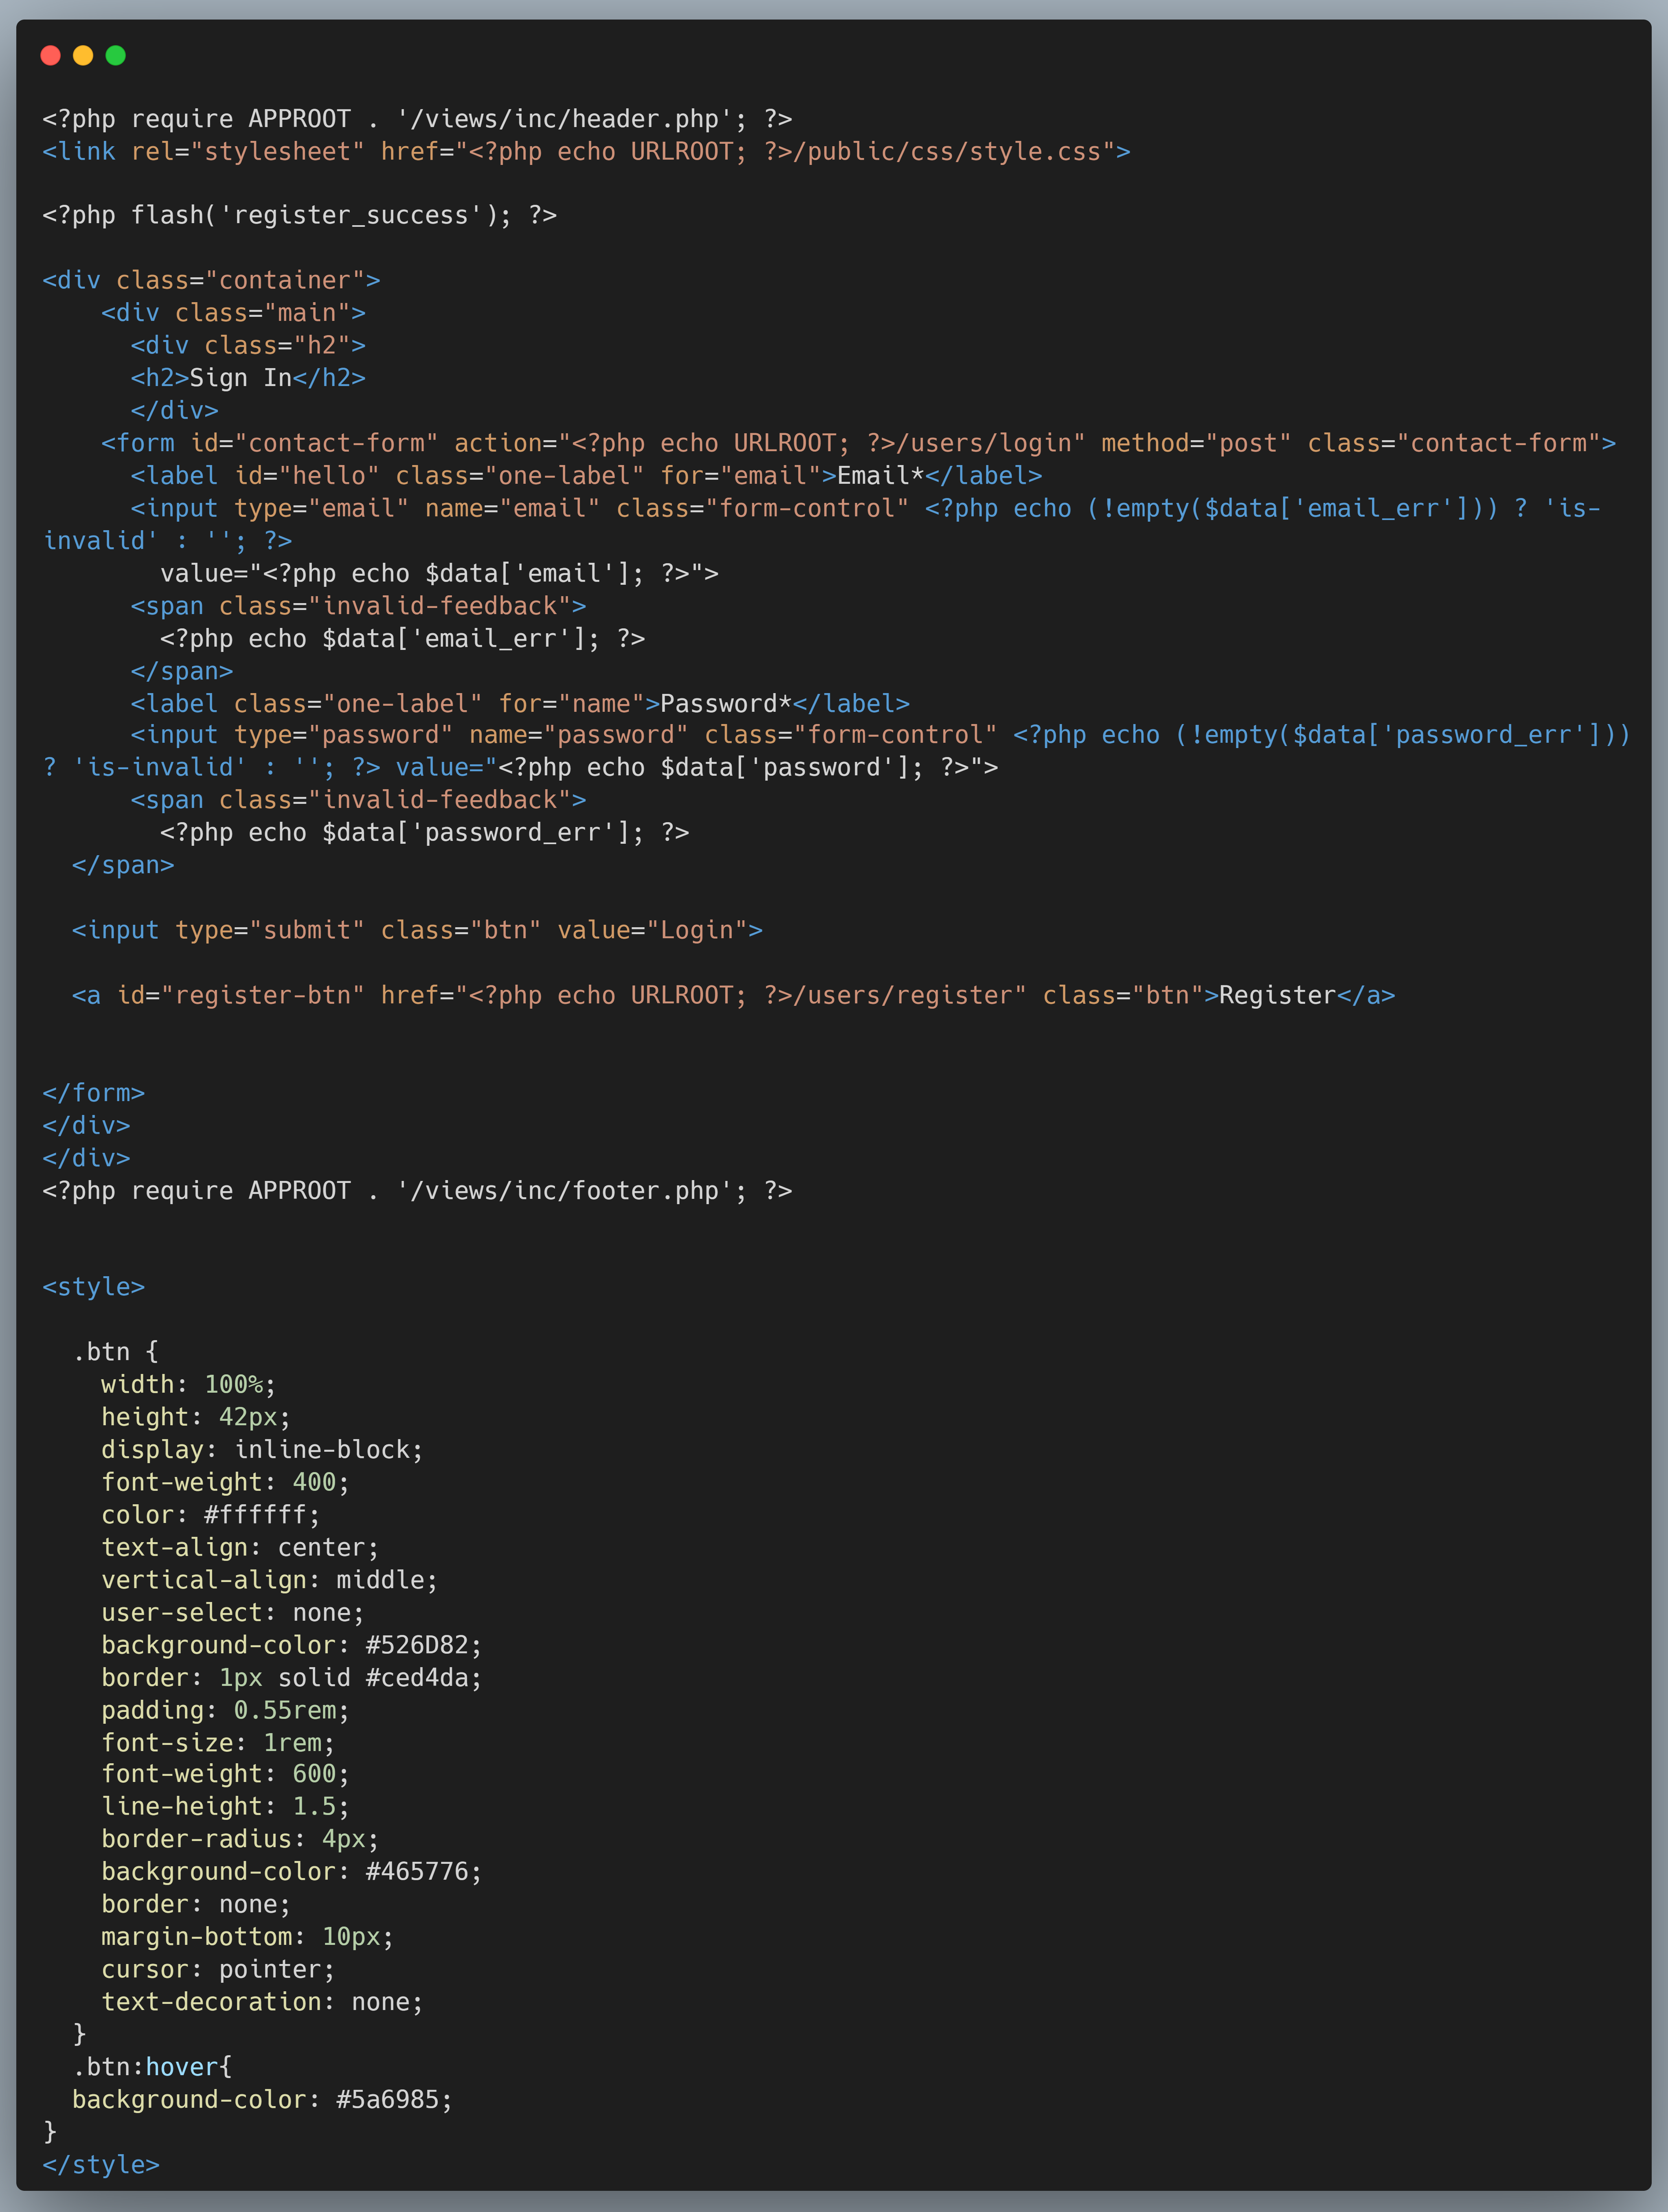 <?php require APPROOT . '/views/inc/header.php'; ?>
<link rel="stylesheet" href="<?php echo URLROOT; ?>/public/css/style.css">

<?php flash('register_success'); ?>

<div class="container">
    <div class="main">
      <div class="h2">
      <h2>Sign In</h2>
      </div>
    <form id="contact-form" action="<?php echo URLROOT; ?>/users/login" method="post" class="contact-form">
      <label id="hello" class="one-label" for="email">Email*</label>
      <input type="email" name="email" class="form-control" <?php echo (!empty($data['email_err'])) ? 'is-
invalid' : ''; ?>
        value="<?php echo $data['email']; ?>">
      <span class="invalid-feedback">
        <?php echo $data['email_err']; ?>
      </span>
      <label class="one-label" for="name">Password*</label>
      <input type="password" name="password" class="form-control" <?php echo (!empty($data['password_err']))
? 'is-invalid' : ''; ?> value="<?php echo $data['password']; ?>">
      <span class="invalid-feedback">
        <?php echo $data['password_err']; ?>
  </span>

  <input type="submit" class="btn" value="Login">

  <a id="register-btn" href="<?php echo URLROOT; ?>/users/register" class="btn">Register</a>


</form>
</div>
</div>
<?php require APPROOT . '/views/inc/footer.php'; ?>


<style>

  .btn {
    width: 100%;
    height: 42px;
    display: inline-block;
    font-weight: 400;
    color: #ffffff;
    text-align: center;
    vertical-align: middle;
    user-select: none;
    background-color: #526D82;
    border: 1px solid #ced4da;
    padding: 0.55rem;
    font-size: 1rem;
    font-weight: 600;
    line-height: 1.5;
    border-radius: 4px;
    background-color: #465776;
    border: none;
    margin-bottom: 10px;
    cursor: pointer;
    text-decoration: none;
  }
  .btn:hover{
  background-color: #5a6985;
}
</style>